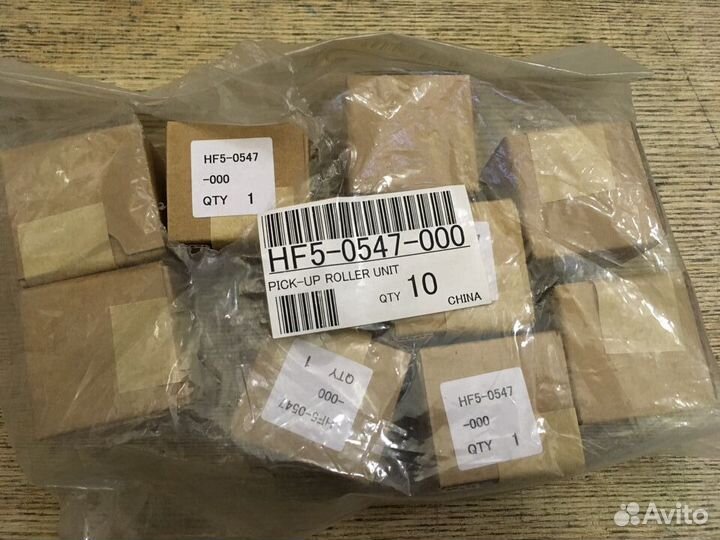 HF5-0547
-000
QTY 1
HF5-0547-000
PICK-UP ROLLER UNIT
QTY 10
CHINA
HF5-0547
-000
QTY 1
HF5-0547
-000
QTY 1
Avito